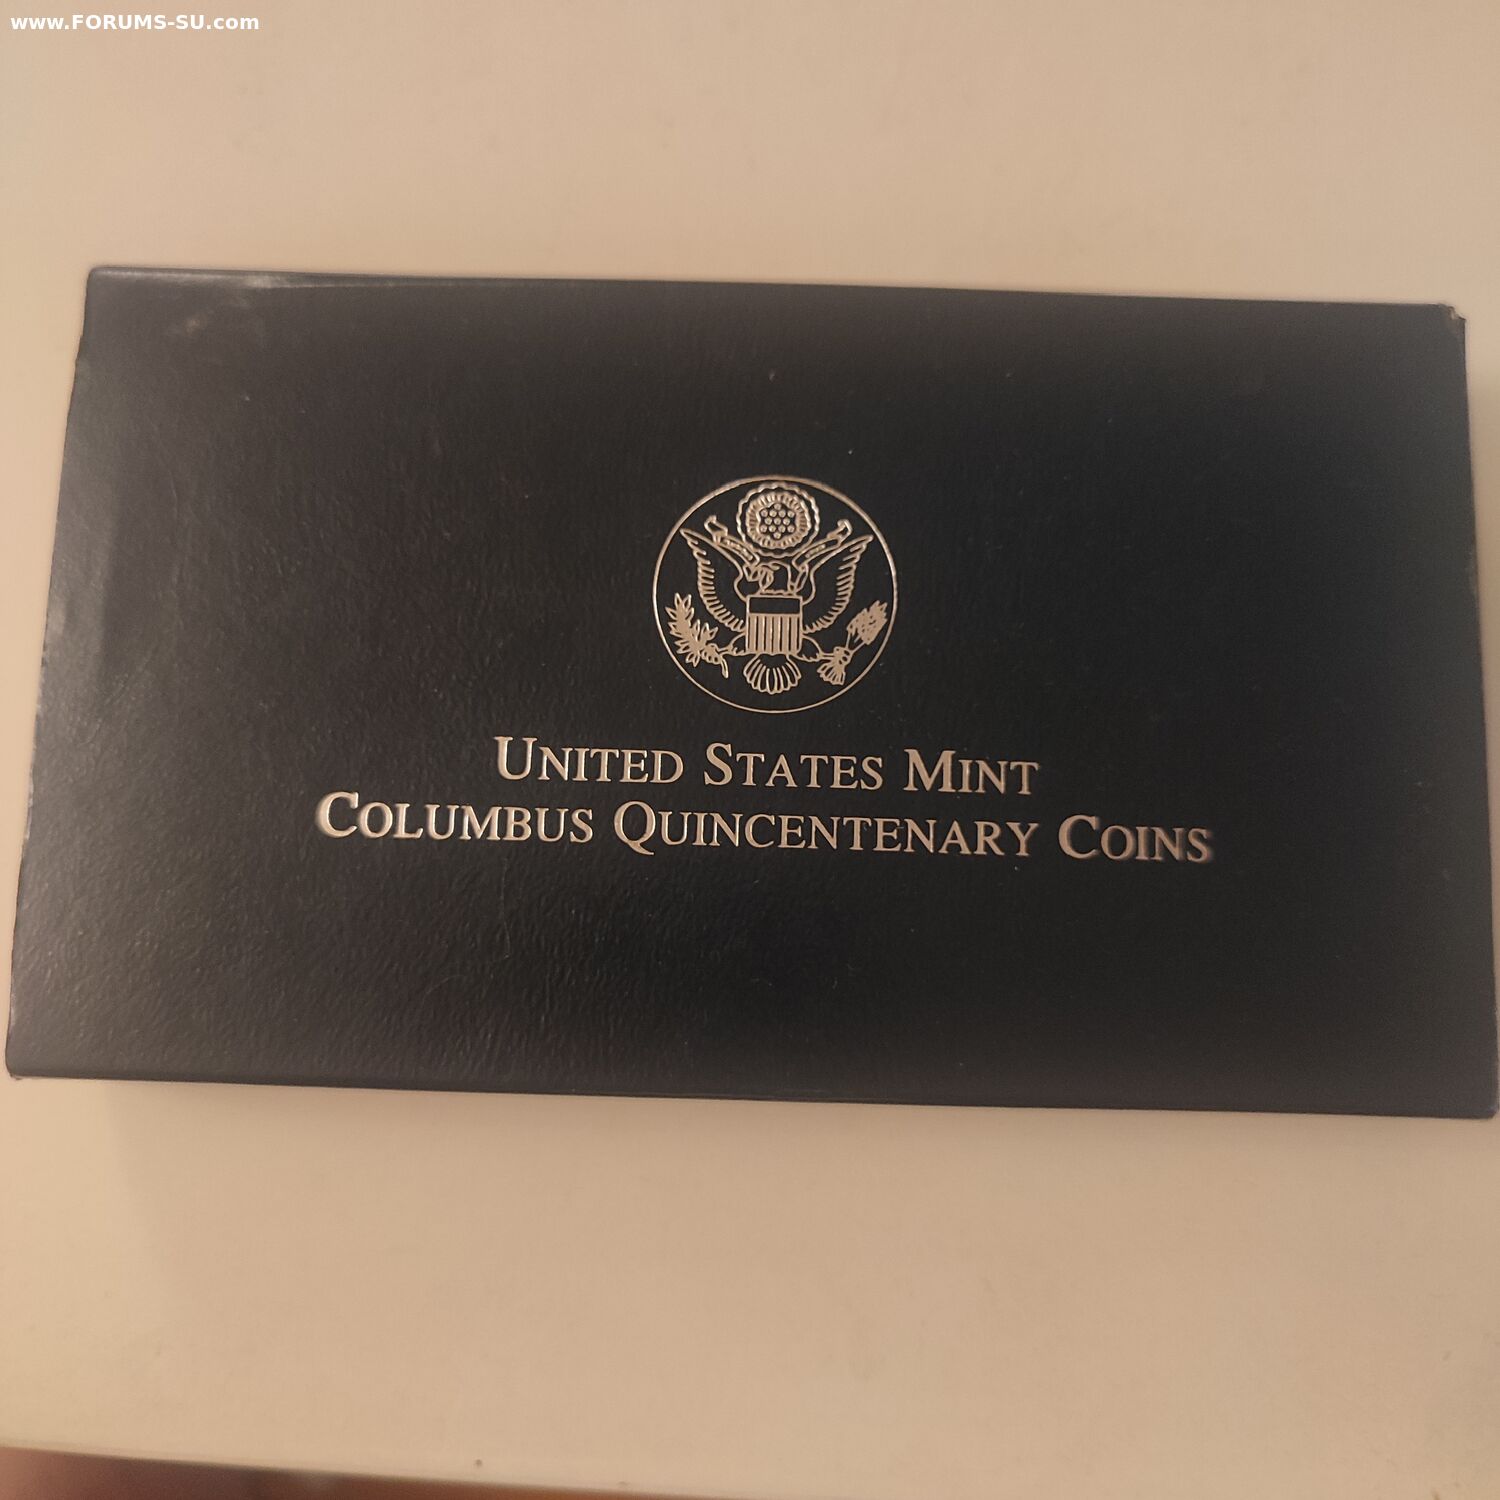 www.FORUMS-SU.com
UNITED STATES MINT
COLUMBUS QUINCENTENARY COINS